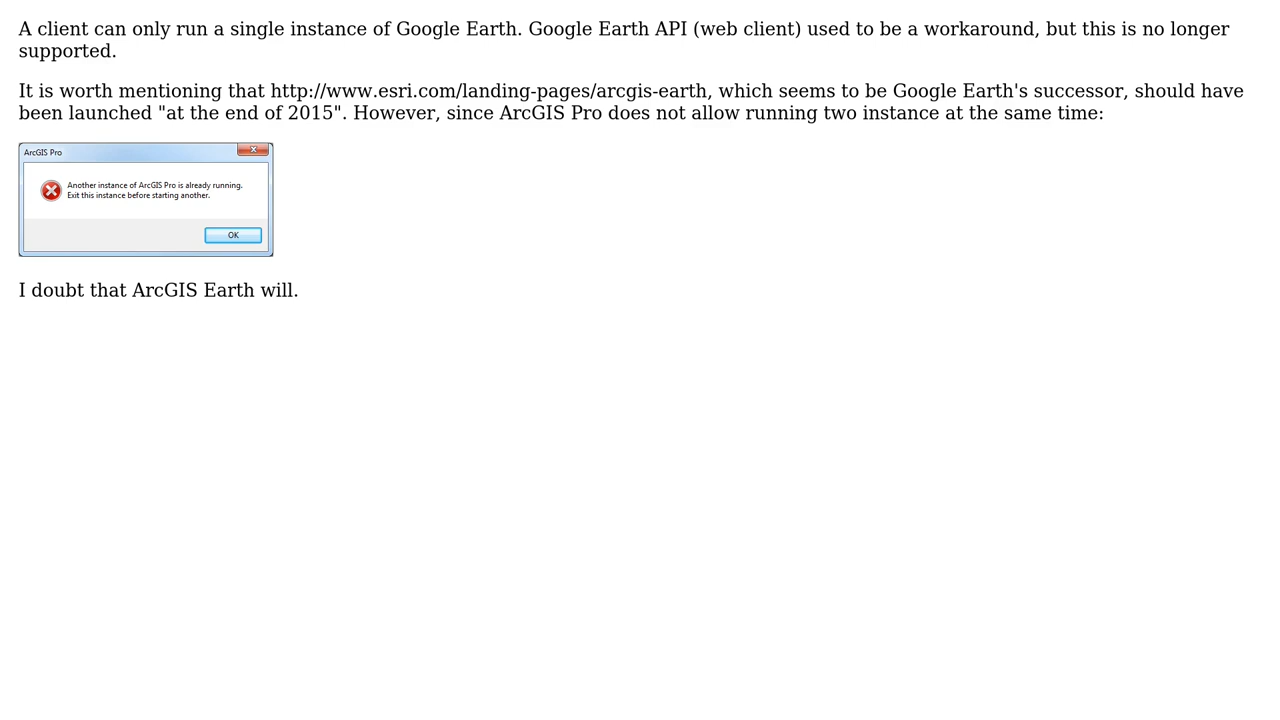 A client can only run a single instance of Google Earth. Google Earth API (web client) used to be a workaround, but this is no longer
supported.
It is worth mentioning that http://www.esri.com/landing-pages/arcgis-earth, which seems to be Google Earth's successor, should have
been launched "at the end of 2015". However, since ArcGIS Pro does not allow running two instance at the same time:
ArcGIS Pro
Another instance of ArcGIS Pro is already running.
Exit this instance before starting another.
OK
I doubt that ArcGIS Earth will.